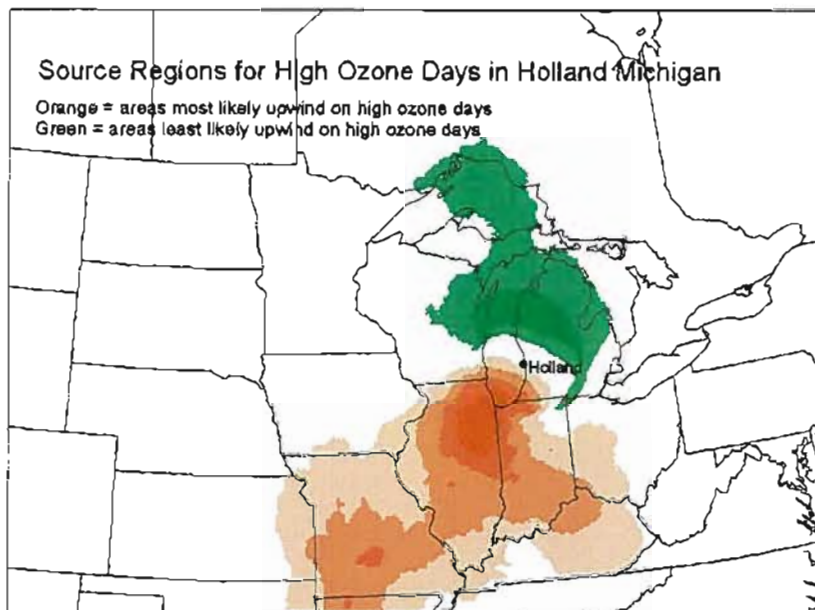 Source Regions for High Ozone Days in Holland Michigan
Orange = areas most likely upwind on high ozone days
Green = areas least likely upwind on high ozone days
Holland